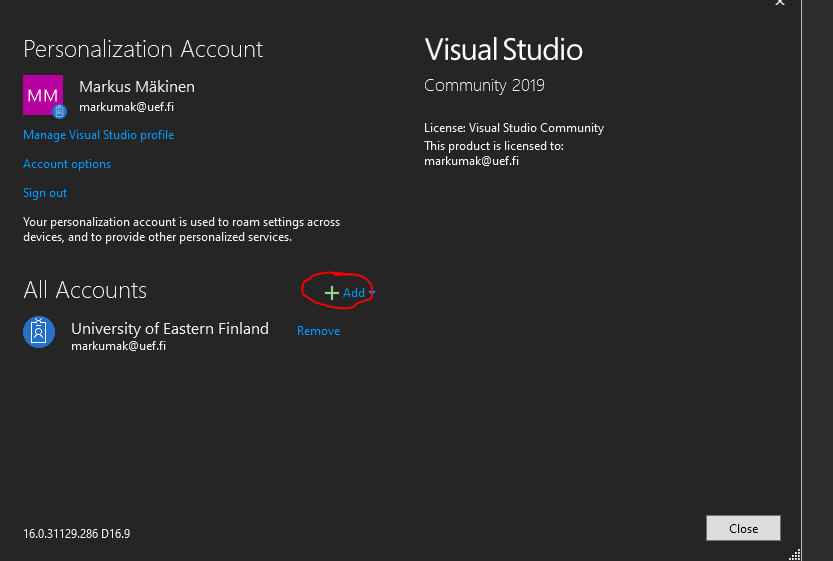 Personalization Account
MM
Markus Mäkinen
markumak@uef.fi
Manage Visual Studio profile
Account options
Sign out
Your personalization account is used to roam settings across
devices, and to provide other personalized services.
All Accounts
Add
University of Eastern Finland
markumak@uef.fi
Remove
Visual Studio
Community 2019
License: Visual Studio Community
This product is licensed to:
markumak@uef.fi
16.0.31129.286 D16.9
Close